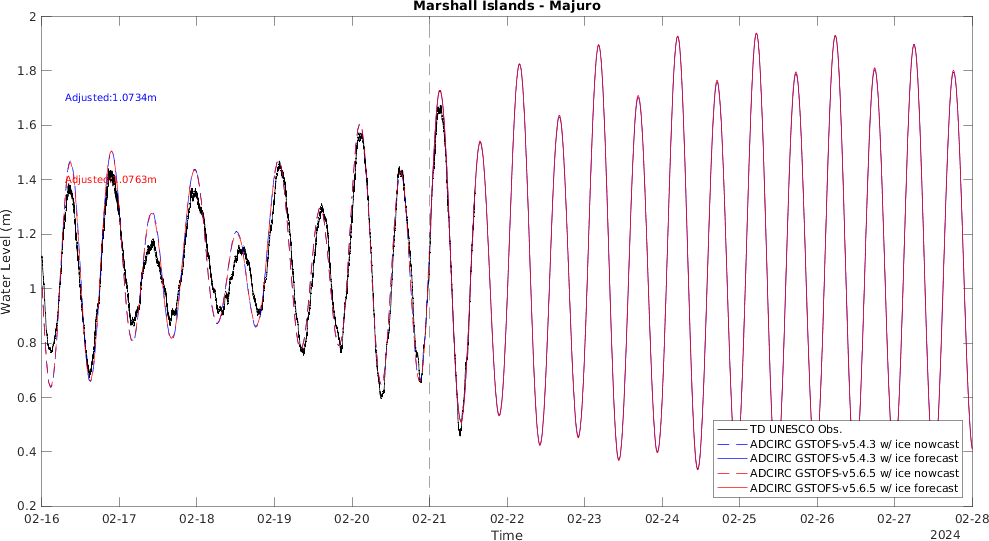 Marshall Islands - Majuro
Water Level (m)
2
1.8
1.6
1.4
1.2
1
0.8
0.6
0.4
0.2
Adjusted:1.0734m
Adjusted:1.0763m
TD UNESCO Obs.
ADCIRC GSTOFS-v5.4.3 w/ ice nowcast
ADCIRC GSTOFS-v5.4.3 w/ ice forecast
ADCIRC GSTOFS-v5.6.5 w/ ice nowcast
ADCIRC GSTOFS-v5.6.5 w/ ice forecast
02-16 02-17 02-18 02-19 02-20 02-21 02-22 02-23 02-24 02-25 02-26 02-27 02-28
Time
2024